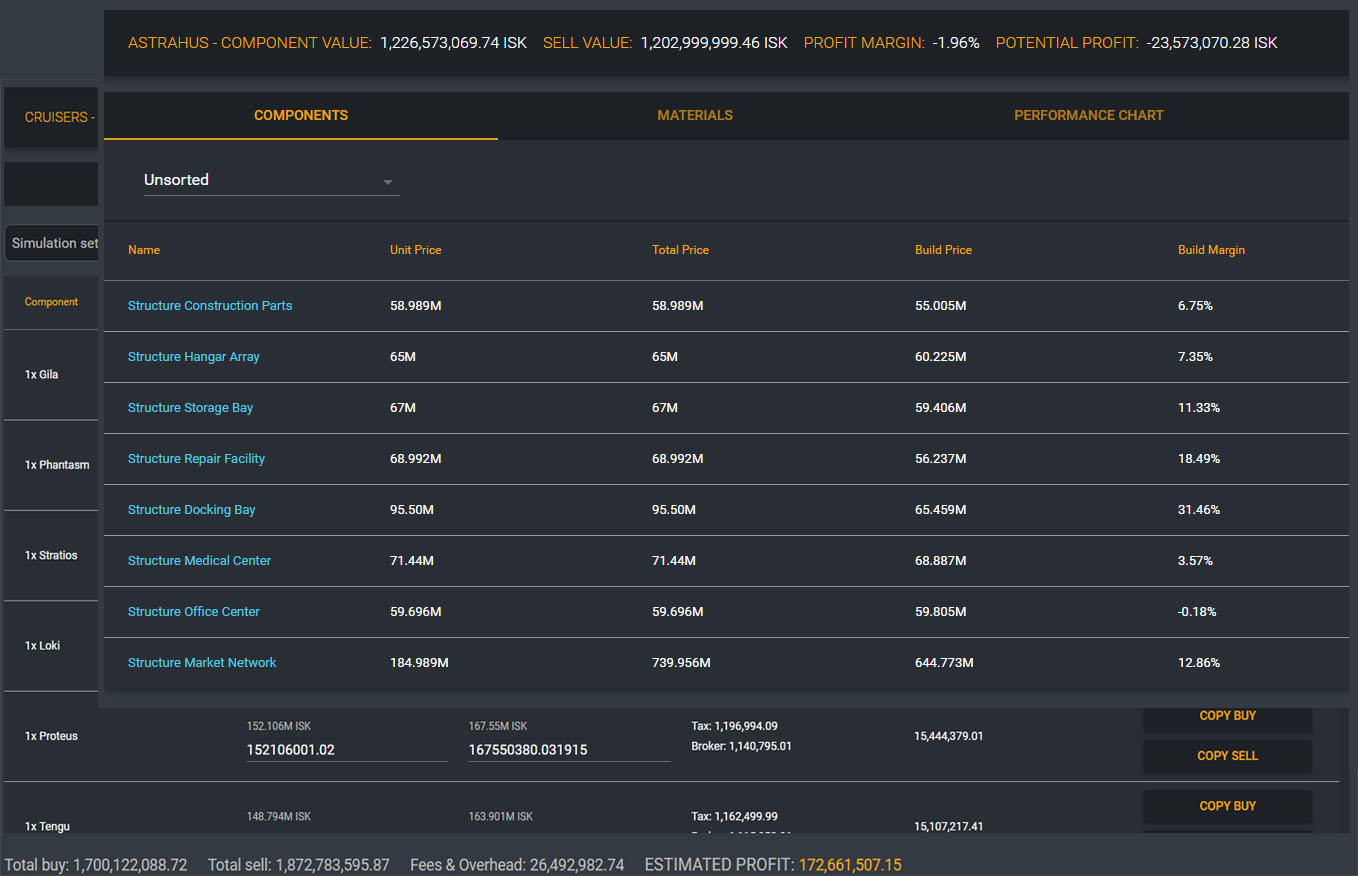 ASTRAHUS - COMPONENT VALUE: 1,226,573,069.74 ISK SELL VALUE: 1,202,999,999.46 ISK PROFIT MARGIN: -1.96% POTENTIAL PROFIT: -23,573,070.28 ISK
CRUISERS -
COMPONENTS MATERIALS PERFORMANCE CHART
Unsorted
Simulation set
Name Unit Price Total Price Build Price Build Margin
Component
Structure Construction Parts 58.989M 58.989M 55.005M 6.75%
Structure Hangar Array 65M 65M 60.225M 7.35%
1x Gila
Structure Storage Bay 67M 67M 59.406M 11.33%
Structure Repair Facility 68.992M 68.992M 56.237M 18.49%
1x Phantasm
Structure Docking Bay 95.50M 95.50M 65.459M 31.46%
1x Stratios
Structure Medical Center 71.44M 71.44M 68.887M 3.57%
Structure Office Center 59.696M 59.696M 59.805M -0.18%
1x Loki
Structure Market Network 184.989M 739.956M 644.773M 12.86%
COPY BUY
152.106M ISK 167.55M ISK Tax: 1,196,994.09
1x Proteus 15,444,379.01
152106001.02 167550380.031915 Broker: 1,140,795.01
COPY SELL
COPY BUY
148.794M ISK 163.901M ISK Tax: 1,162,499.99
1x Tengu 15,107,217.41
Total buy: 1,700,122,088.72 Total sell: 1,872,783,595.87 Fees & Overhead: 26,492,982.74 ESTIMATED PROFIT: 172,661,507.15